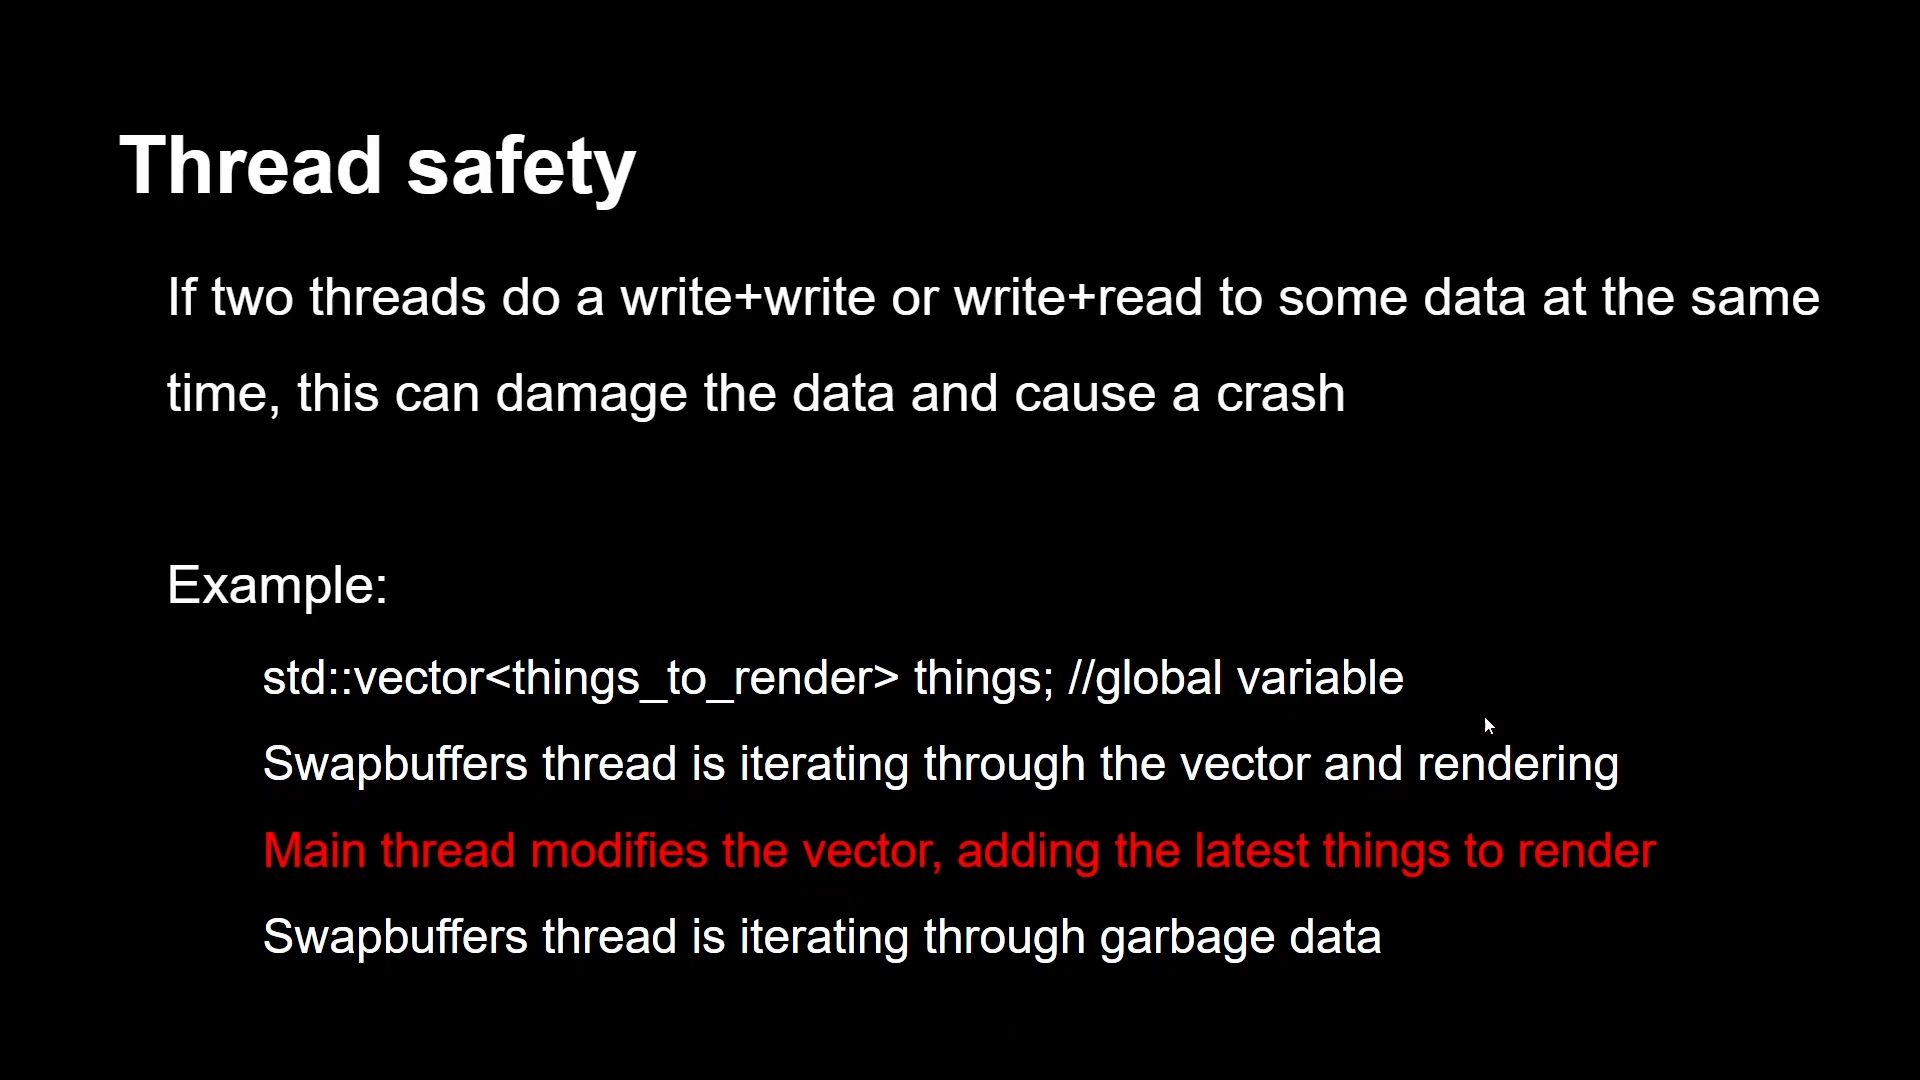 Thread safety
If two threads do a write+write or write+read to some data at the same
time, this can damage the data and cause a crash
Example:
std::vector<things_to_render> things; //global variable
Swapbuffers thread is iterating through the vector and rendering
Main thread modifies the vector, adding the latest things to render
Swapbuffers thread is iterating through garbage data